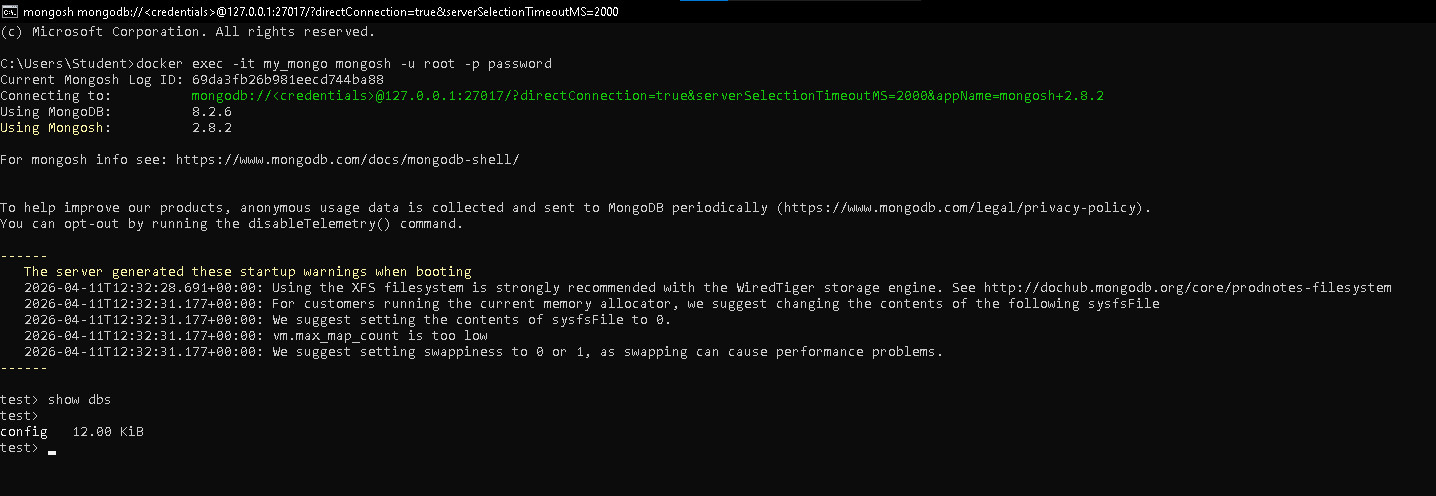 mongosh mongodb://<credentials>@127.0.0.1:27017/?directConnection=true&serverSelectionTimeoutMS=2000
(c) Microsoft Corporation. All rights reserved.
C:\Users\Student>docker exec -it my_mongo mongosh -u root -p password
Current Mongosh Log ID: 69da3fb26b981eecd744ba88
Connecting to: mongodb://<credentials>@127.0.0.1:27017/?directConnection=true&serverSelectionTimeoutMS=2000&appName=mongosh+2.8.2
Using MongoDB: 8.2.6
Using Mongosh: 2.8.2
For mongosh info see: https://www.mongodb.com/docs/mongodb-shell/
To help improve our products, anonymous usage data is collected and sent to MongoDB periodically (https://www.mongodb.com/legal/privacy-policy).
You can opt-out by running the disableTelemetry() command.
------
The server generated these startup warnings when booting
2026-04-11T12:32:28.691+00:00: Using the XFS filesystem is strongly recommended with the WiredTiger storage engine. See http://dochub.mongodb.org/core/prodnotes-filesystem
2026-04-11T12:32:31.177+00:00: For customers running the current memory allocator, we suggest changing the contents of the following sysfsFile
2026-04-11T12:32:31.177+00:00: We suggest setting the contents of sysfsFile to 0.
2026-04-11T12:32:31.177+00:00: vm.max_map_count is too low
2026-04-11T12:32:31.177+00:00: We suggest setting swappiness to 0 or 1, as swapping can cause performance problems.
------
test> show dbs
test>
config 12.00 KiB
test>